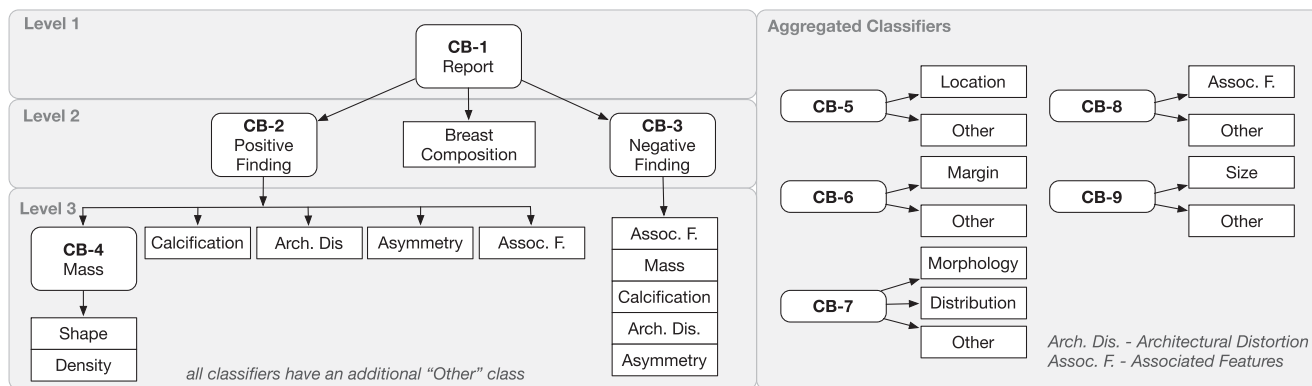 Level 1
CB-1
Report
Level 2
CB-2
Positive
Finding
Breast
Composition
CB-3
Negative
Finding
Level 3
CB-4
Mass
Calcification
Arch. Dis
Asymmetry
Assoc. F.
Shape
Density
Assoc. F.
Mass
Calcification
Arch. Dis.
Asymmetry
all classifiers have an additional “Other” class
Aggregated Classifiers
CB-5
Location
Other
CB-6
Margin
Other
CB-7
Morphology
Distribution
Other
CB-8
Assoc. F.
Other
CB-9
Size
Other
Arch. Dis. - Architectural Distortion
Assoc. F. - Associated Features